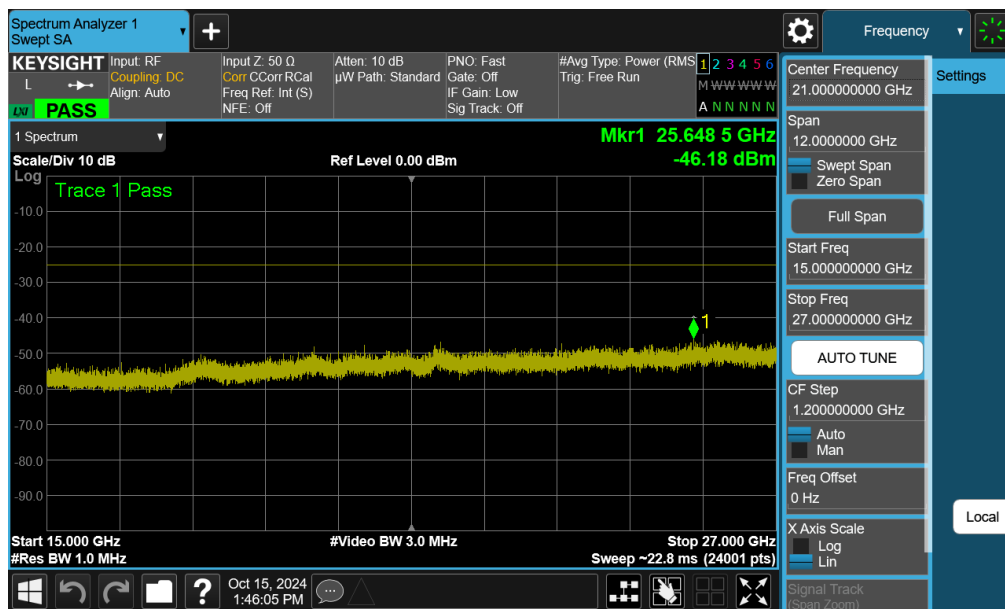 Spectrum Analyzer 1
Swept SA
+
Frequency
KEYSIGHT
L
LXI
PASS
Input: RF
Coupling: DC
Align: Auto
Input Z: 50 Ω
Corr CCorr RCal
Freq Ref: Int (S)
NFE: Off
Atten: 10 dB
µW Path: Standard
PNO: Fast
Gate: Off
IF Gain: Low
Sig Track: Off
#Avg Type: Power (RMS
Trig: Free Run
1 2 3 4 5 6
M W W W W W
A N N N N N
1 Spectrum
Mkr1 25.648 5 GHz
Scale/Div 10 dB
Ref Level 0.00 dBm
-46.18 dBm
Log
Trace 1 Pass
-10.0
-20.0
-30.0
-40.0
1
-50.0
-60.0
-70.0
-80.0
-90.0
Start 15.000 GHz
#Video BW 3.0 MHz
Stop 27.000 GHz
#Res BW 1.0 MHz
Sweep ~22.8 ms (24001 pts)
?
Oct 15, 2024
1:46:05 PM
Center Frequency
21.000000000 GHz
Span
12.0000000 GHz
Swept Span
Zero Span
Full Span
Start Freq
15.000000000 GHz
Stop Freq
27.000000000 GHz
AUTO TUNE
CF Step
1.200000000 GHz
Auto
Man
Freq Offset
0 Hz
X Axis Scale
Log
Lin
Signal Track
(Span Zoom)
Settings
Local